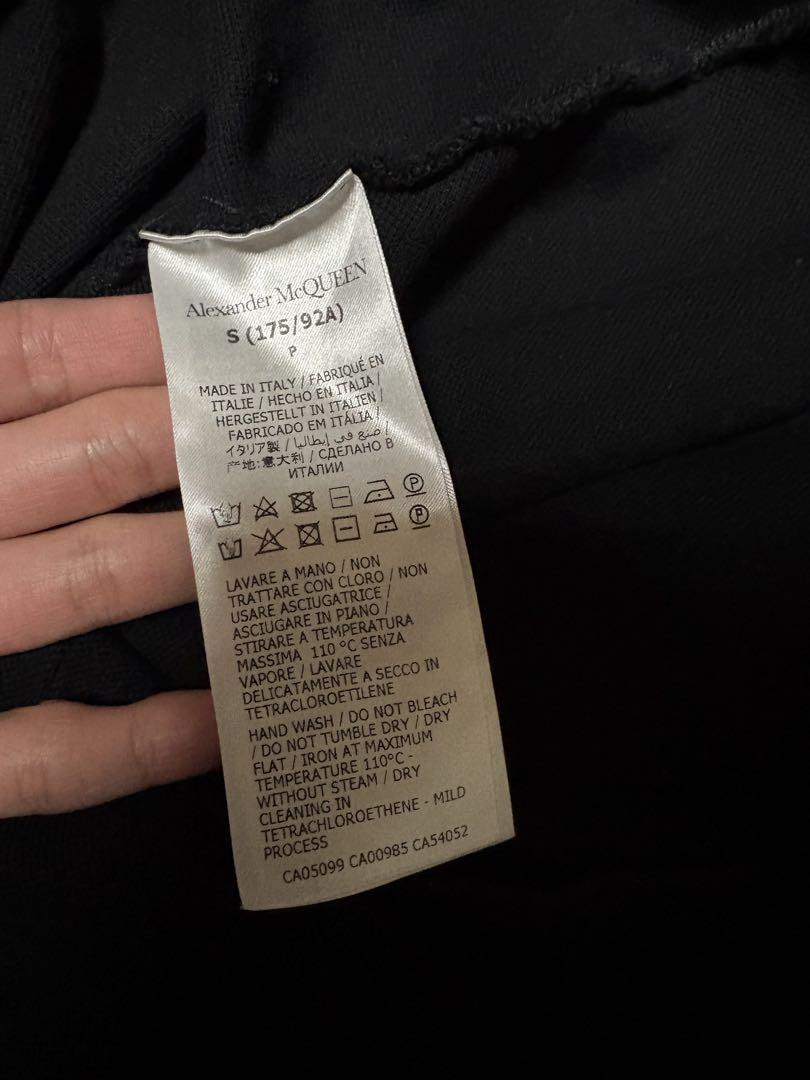 Alexander McQUEEN
S (175/92A)
P
MADE IN ITALY / FABRIQUÉ EN
ITALIE / HECHO EN ITALIA /
HERGESTELLT IN ITALIEN /
FABRICADO EM ITÁLIA /
イタリア製 / صنع في إيطاليا /
产地:意大利 / СДЕЛАНО В
ИТАЛИИ
P
P
LAVARE A MANO / NON
TRATTARE CON CLORO / NON
USARE ASCIUGATRICE /
ASCIUGARE IN PIANO /
STIRARE A TEMPERATURA
MASSIMA 110 °C SENZA
VAPORE / LAVARE
DELICATAMENTE A SECCO IN
TETRACLOROETILENE
HAND WASH / DO NOT BLEACH
/ DO NOT TUMBLE DRY / DRY
FLAT / IRON AT MAXIMUM
TEMPERATURE 110°C -
WITHOUT STEAM / DRY
CLEANING IN
TETRACHLOROETHENE - MILD
PROCESS
CA05099 CA00985 CA54052